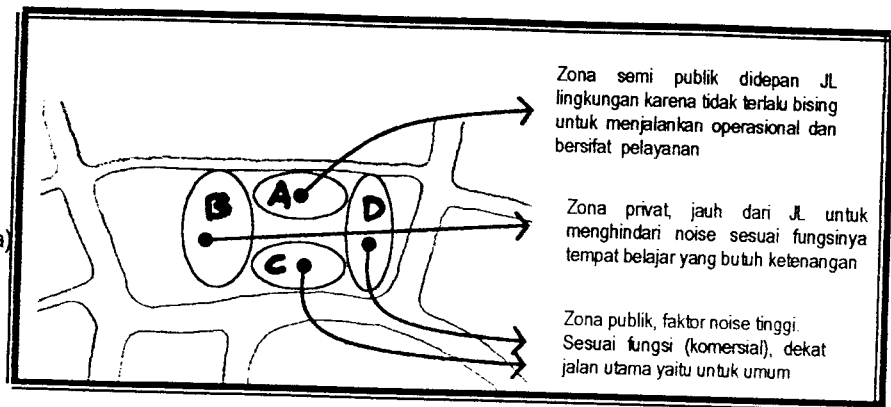 Zona semi publik didepan JL
lingkungan karena tidak terlalu bising
untuk menjalankan operasional dan
bersifat pelayanan
A
B
D
C
Zona privat, jauh dari JL untuk
menghindari noise sesuai fungsinya
tempat belajar yang butuh ketenangan
Zona publik, faktor noise tinggi.
Sesuai fungsi (komersial), dekat
jalan utama yaitu untuk umum
a)